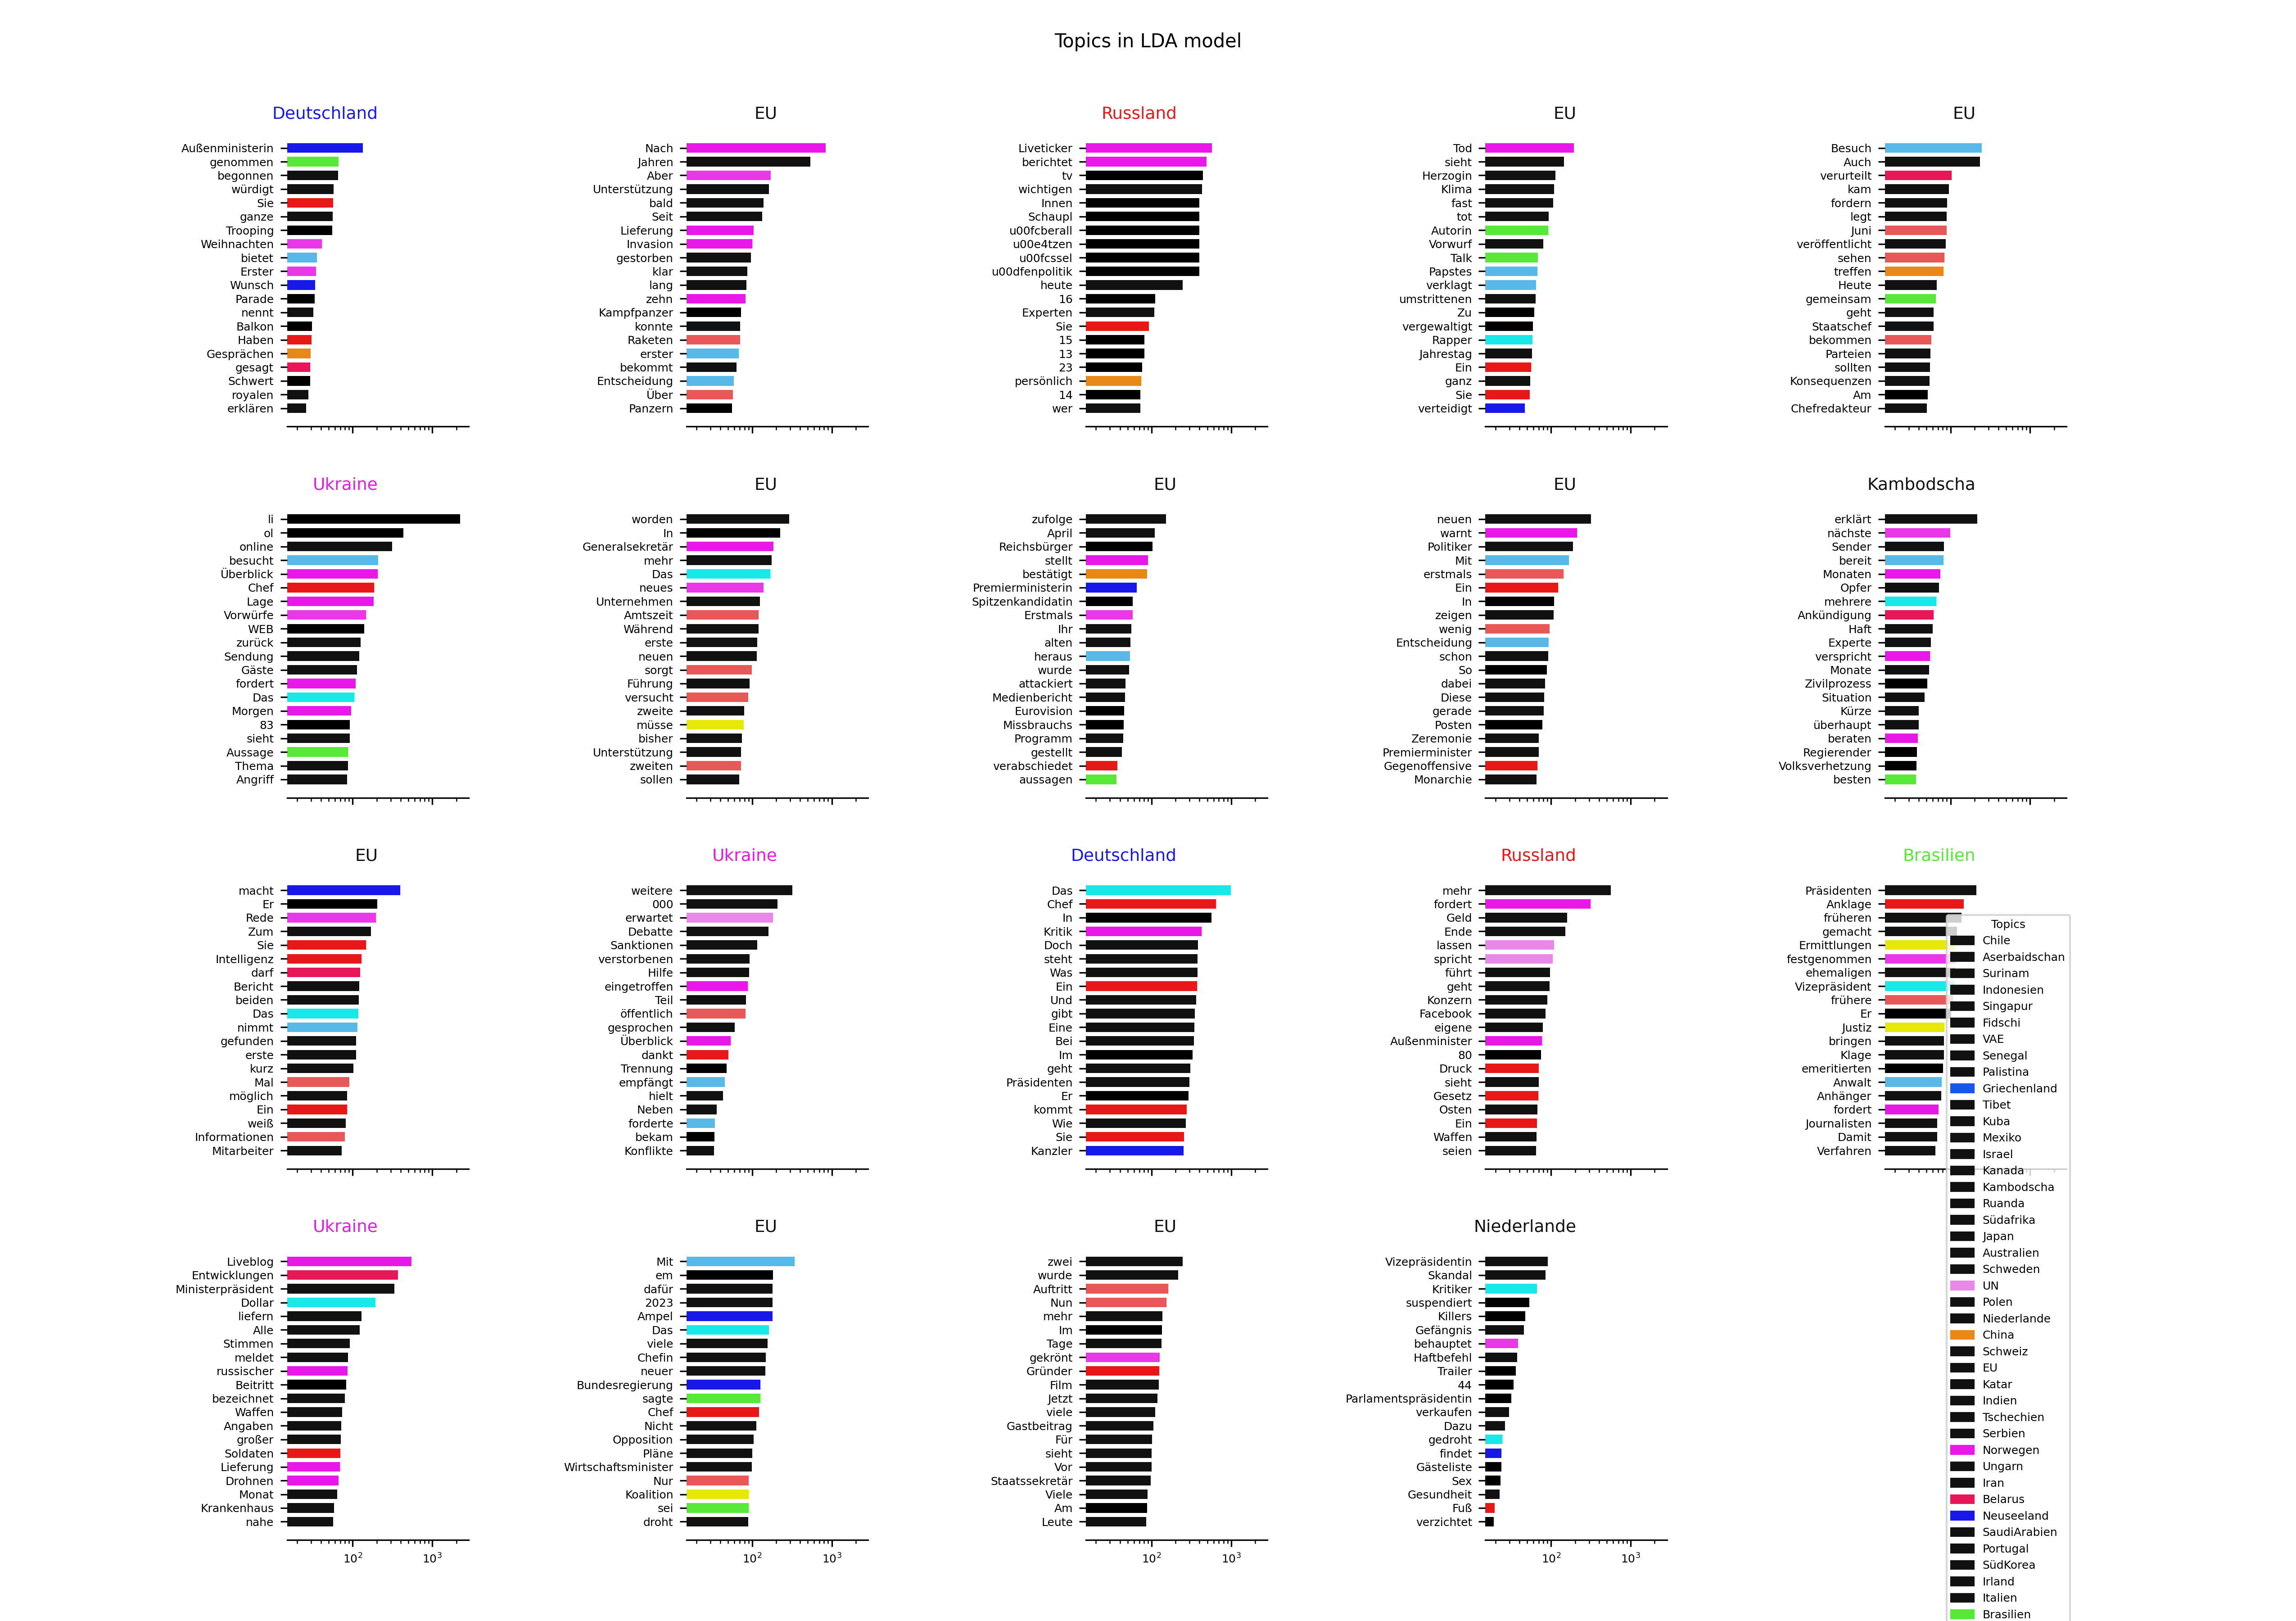 Topics in LDA model
Deutschland
Außenministerin
genommen
begonnen
würdigt
Sie
ganze
Trooping
Weihnachten
bietet
Erster
Wunsch
Parade
nennt
Balkon
Haben
Gesprächen
gesagt
Schwert
royalen
erklären
EU
Nach
Jahren
Aber
Unterstützung
bald
Seit
Lieferung
Invasion
gestorben
klar
lang
zehn
Kampfpanzer
konnte
Raketen
erster
bekommt
Entscheidung
Über
Panzern
Russland
Liveticker
berichtet
tv
wichtigen
Innen
Schaupl
u00fcberall
u00e4tzen
u00fcssel
u00dfenpolitik
heute
16
Experten
Sie
15
13
23
persönlich
14
wer
EU
Tod
sieht
Herzogin
Klima
fast
tot
Autorin
Vorwurf
Talk
Papstes
verklagt
umstrittenen
Zu
vergewaltigt
Rapper
Jahrestag
Ein
ganz
Sie
verteidigt
EU
Besuch
Auch
verurteilt
kam
fordern
legt
Juni
veröffentlicht
sehen
treffen
Heute
gemeinsam
geht
Staatschef
bekommen
Parteien
sollten
Konsequenzen
Am
Chefredakteur
Ukraine
li
ol
online
besucht
Überblick
Chef
Lage
Vorwürfe
WEB
zurück
Sendung
Gäste
fordert
Das
Morgen
83
sieht
Aussage
Thema
Angriff
EU
worden
In
Generalsekretär
mehr
Das
neues
Unternehmen
Amtszeit
Während
erste
neuen
sorgt
Führung
versucht
zweite
müsse
bisher
Unterstützung
zweiten
sollen
EU
zufolge
April
Reichsbürger
stellt
bestätigt
Premierministerin
Spitzenkandidatin
Erstmals
Ihr
alten
heraus
wurde
attackiert
Medienbericht
Eurovision
Missbrauchs
Programm
gestellt
verabschiedet
aussagen
EU
neuen
warnt
Politiker
Mit
erstmals
Ein
In
zeigen
wenig
Entscheidung
schon
So
dabei
Diese
gerade
Posten
Zeremonie
Premierminister
Gegenoffensive
Monarchie
Kambodscha
erklärt
nächste
Sender
bereit
Monaten
Opfer
mehrere
Ankündigung
Haft
Experte
verspricht
Monate
Zivilprozess
Situation
Kürze
überhaupt
beraten
Regierender
Volksverhetzung
besten
EU
macht
Er
Rede
Zum
Sie
Intelligenz
darf
Bericht
beiden
Das
nimmt
gefunden
erste
kurz
Mal
möglich
Ein
weiß
Informationen
Mitarbeiter
Ukraine
weitere
000
erwartet
Debatte
Sanktionen
verstorbenen
Hilfe
eingetroffen
Teil
öffentlich
gesprochen
Überblick
dankt
Trennung
empfängt
hielt
Neben
forderte
bekam
Konflikte
Deutschland
Das
Chef
In
Kritik
Doch
steht
Was
Ein
Und
gibt
Eine
Bei
Im
geht
Präsidenten
Er
kommt
Wie
Sie
Kanzler
Russland
mehr
fordert
Geld
Ende
lassen
spricht
führt
geht
Konzern
Facebook
eigene
Außenminister
80
Druck
sieht
Gesetz
Osten
Ein
Waffen
seien
Brasilien
Präsidenten
Anklage
früheren
gemacht
Ermittlungen
festgenommen
ehemaligen
Vizepräsident
frühere
Er
Justiz
bringen
Klage
emeritierten
Anwalt
Anhänger
fordert
Journalisten
Damit
Verfahren
Ukraine
Liveblog
Entwicklungen
Ministerpräsident
Dollar
liefern
Alle
Stimmen
meldet
russischer
Beitritt
bezeichnet
Waffen
Angaben
großer
Soldaten
Lieferung
Drohnen
Monat
Krankenhaus
nahe
10² 10³
EU
Mit
em
dafür
2023
Ampel
Das
viele
Chefin
neuer
Bundesregierung
sagte
Chef
Nicht
Opposition
Pläne
Wirtschaftsminister
Nur
Koalition
sei
droht
10² 10³
EU
zwei
wurde
Auftritt
Nun
mehr
Im
Tage
gekrönt
Gründer
Film
Jetzt
viele
Gastbeitrag
Für
sieht
Vor
Staatssekretär
Viele
Am
Leute
10² 10³
Niederlande
Vizepräsidentin
Skandal
Kritiker
suspendiert
Killers
Gefängnis
behauptet
Haftbefehl
Trailer
44
Parlamentspräsidentin
verkaufen
Dazu
gedroht
findet
Gästeliste
Sex
Gesundheit
Fuß
verzichtet
10² 10³
Topics
Chile
Aserbaidschan
Surinam
Indonesien
Singapur
Fidschi
VAE
Senegal
Palistina
Griechenland
Tibet
Kuba
Mexiko
Israel
Kanada
Kambodscha
Ruanda
Südafrika
Japan
Australien
Schweden
UN
Polen
Niederlande
China
Schweiz
EU
Katar
Indien
Tschechien
Serbien
Norwegen
Ungarn
Iran
Belarus
Neuseeland
SaudiArabien
Portugal
SüdKorea
Irland
Italien
Brasilien